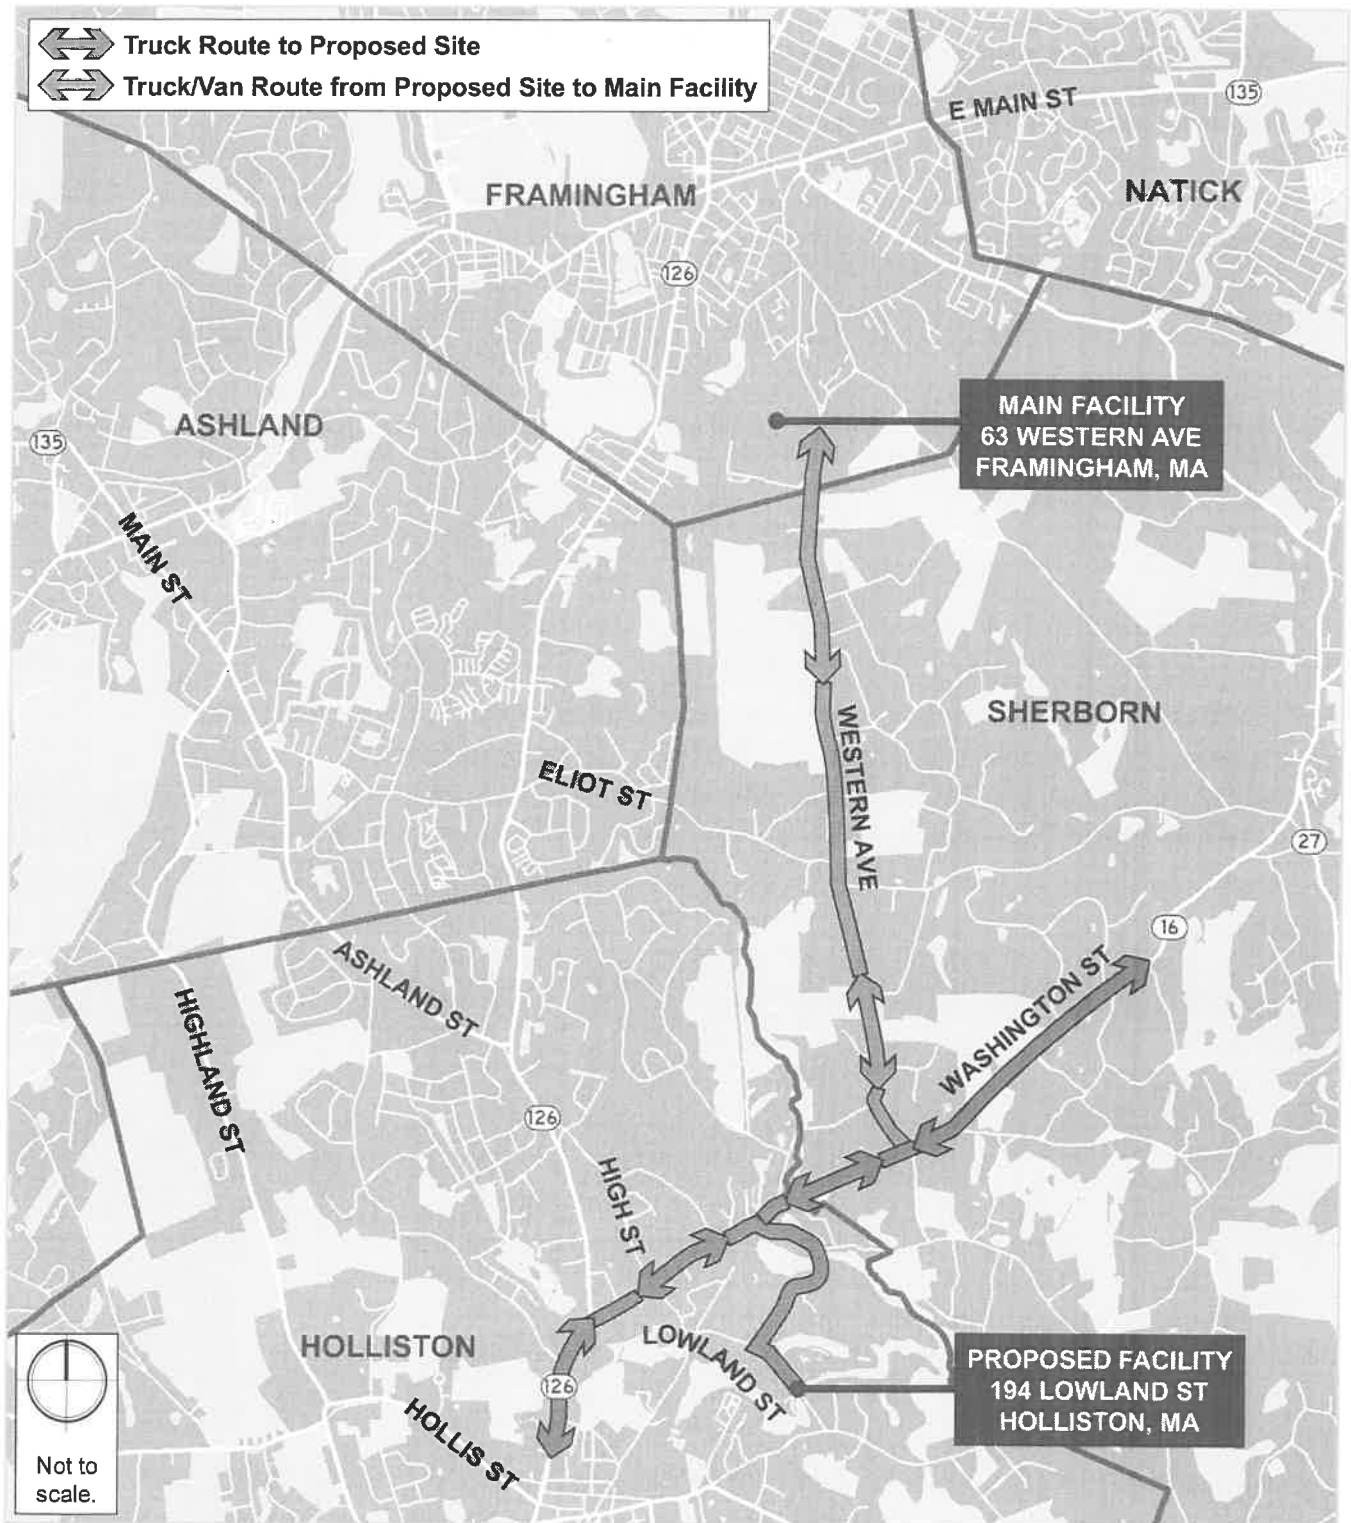 Truck Route to Proposed Site
Truck/Van Route from Proposed Site to Main Facility
E MAIN ST
135
FRAMINGHAM
NATICK
126
MAIN FACILITY
63 WESTERN AVE
FRAMINGHAM, MA
ASHLAND
135
MAIN ST
SHERBORN
WESTERN AVE
ELIOT ST
27
16
ASHLAND ST
WASHINGTON ST
HIGHLAND ST
126
HIGH ST
HOLLISTON
LOWLAND ST
PROPOSED FACILITY
194 LOWLAND ST
HOLLISTON, MA
126
HOLLIS ST
Not to
scale.